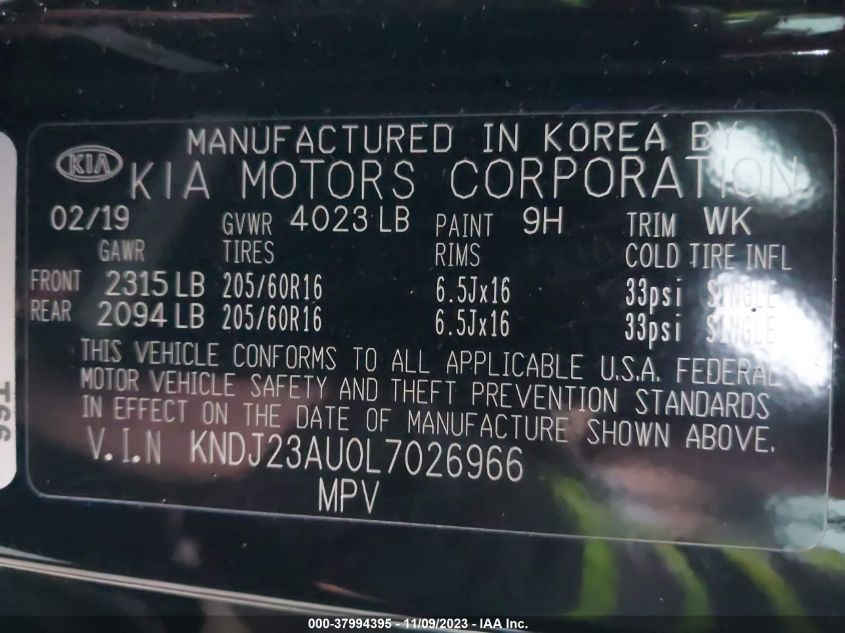 MANUFACTURED IN KOREA BY
KIA KIA MOTORS CORPORATION
02/19 GVWR 4023 LB PAINT 9H TRIM WK
GAWR TIRES RIMS COLD TIRE INFL
FRONT 2315 LB 205/60R16 6.5Jx16 33psi SINGLE
REAR 2094 LB 205/60R16 6.5Jx16 33psi SINGLE
THIS VEHICLE CONFORMS TO ALL APPLICABLE U.S.A. FEDERAL
MOTOR VEHICLE SAFETY AND THEFT PREVENTION STANDARDS
IN EFFECT ON THE DATE OF MANUFACTURE SHOWN ABOVE.
V.I.N KNDJ23AU0L7026966
MPV
T66
000-37994395 - 11/09/2023 - IAA Inc.